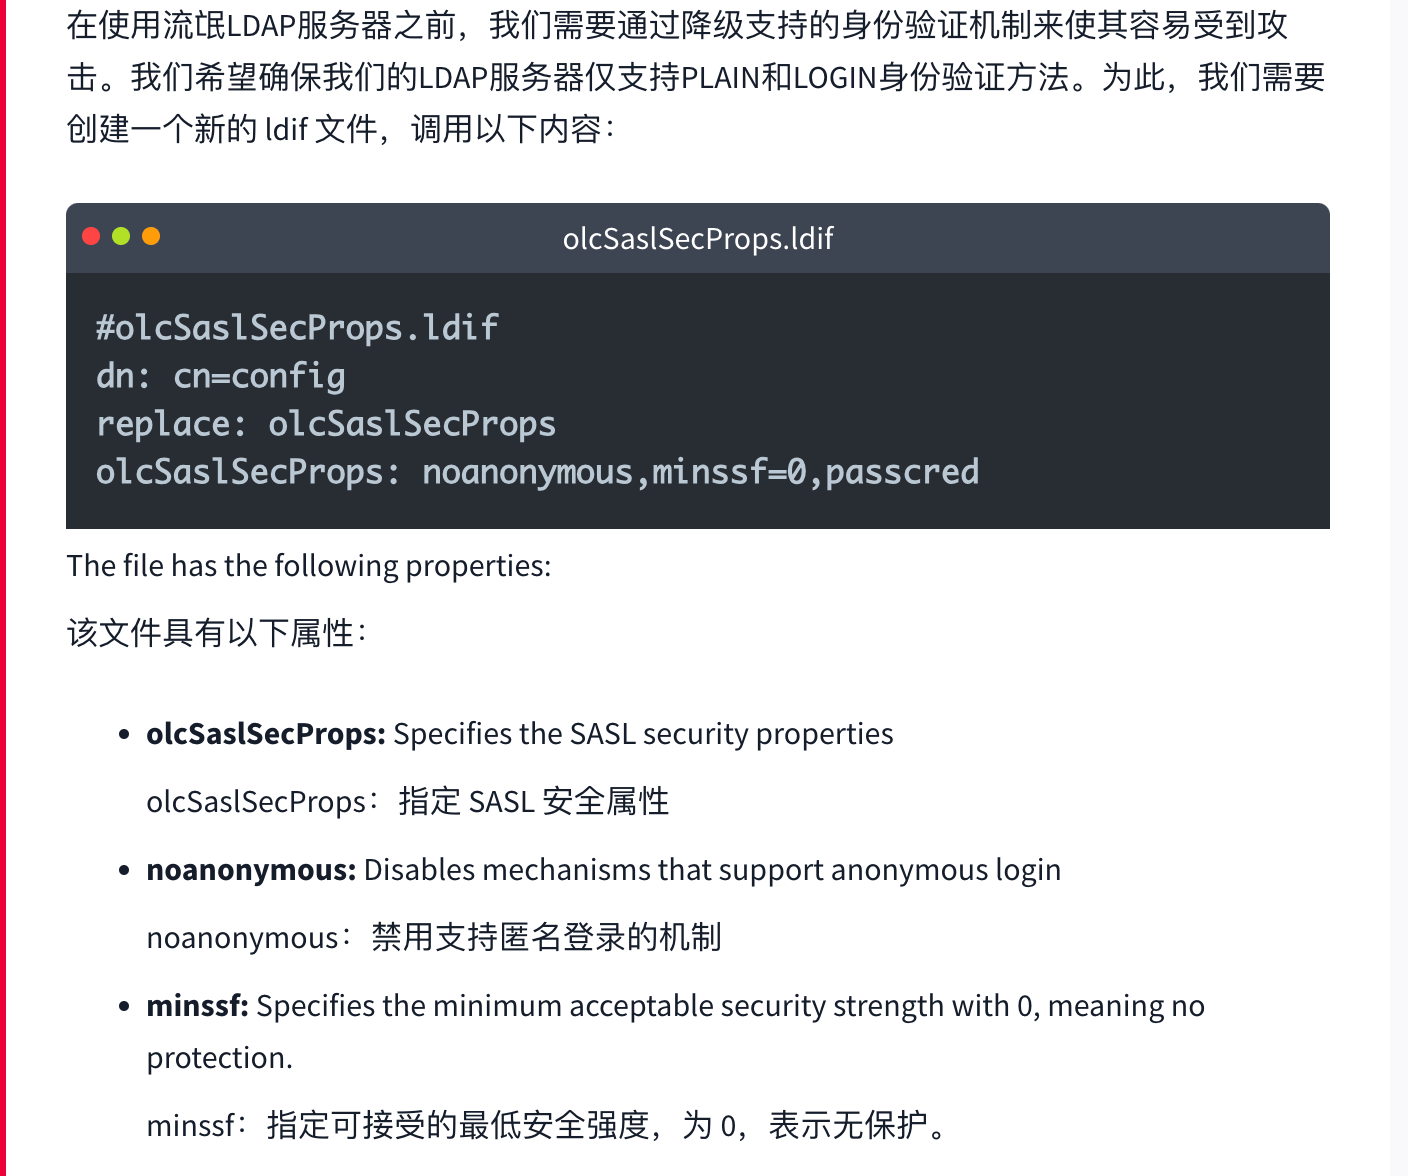 在使用流氓LDAP服务器之前，我们需要通过降级支持的身份验证机制来使其容易受到攻
击。我们希望确保我们的LDAP服务器仅支持PLAIN和LOGIN身份验证方法。为此，我们需要
创建一个新的 ldif 文件，调用以下内容：
olcSaslSecProps.ldif
#olcSaslSecProps.ldif
dn: cn=config
replace: olcSaslSecProps
olcSaslSecProps: noanonymous,minssf=0,passcred
The file has the following properties:
该文件具有以下属性：
• olcSaslSecProps: Specifies the SASL security properties
olcSaslSecProps：指定 SASL 安全属性
• noanonymous: Disables mechanisms that support anonymous login
noanonymous：禁用支持匿名登录的机制
• minssf: Specifies the minimum acceptable security strength with 0, meaning no
protection.
minssf：指定可接受的最低安全强度，为 0，表示无保护。